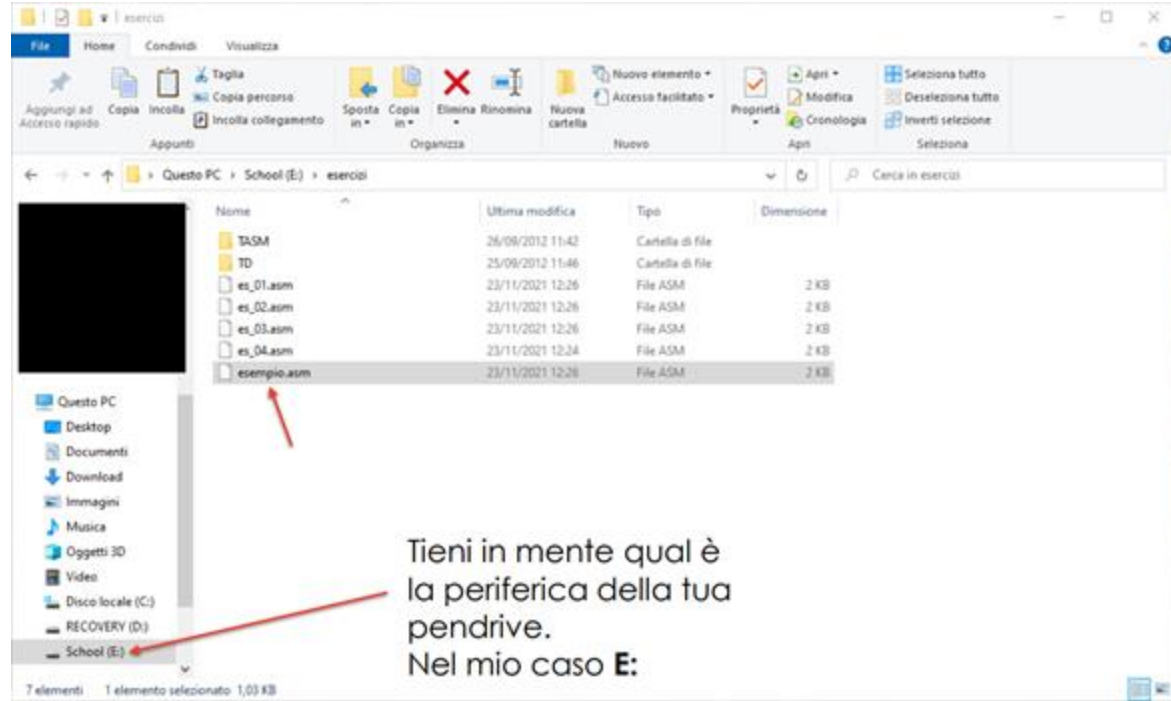 esercizi
File Home Condividi Visualizza
Aggiungi ad Accesso rapido
Copia
Incolla
Taglia
Copia percorso
Incolla collegamento
Appunti
Sposta in
Copia in
Elimina
Rinomina
Nuova cartella
Organizza
Nuovo elemento
Accesso facilitato
Nuovo
Proprietà
Apri
Modifica
Cronologia
Apri
Seleziona tutto
Deseleziona tutto
Inverti selezione
Seleziona
Questo PC › School (E:) › esercizi
Cerca in esercizi
Nome Ultima modifica Tipo Dimensione
TASM 26/09/2012 11:42 Cartella di file
TD 25/09/2012 11:46 Cartella di file
es_01.asm 23/11/2021 12:26 File ASM 2 KB
es_02.asm 23/11/2021 12:26 File ASM 2 KB
es_03.asm 23/11/2021 12:26 File ASM 2 KB
es_04.asm 23/11/2021 12:24 File ASM 2 KB
esempio.asm 23/11/2021 12:26 File ASM 2 KB
Questo PC
Desktop
Documenti
Download
Immagini
Musica
Oggetti 3D
Video
Disco locale (C:)
RECOVERY (D:)
School (E:)
Tieni in mente qual è
la periferica della tua
pendrive.
Nel mio caso E:
7 elementi 1 elemento selezionato 1,03 KB